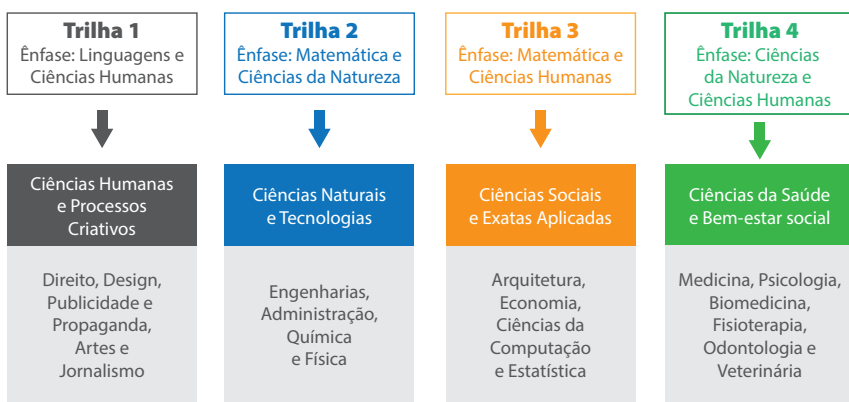 Trilha 1
Ênfase: Linguagens e
Ciências Humanas
Ciências Humanas
e Processos
Criativos
Direito, Design,
Publicidade e
Propaganda,
Artes e
Jornalismo
Trilha 2
Ênfase: Matemática e
Ciências da Natureza
Ciências Naturais
e Tecnologias
Engenharias,
Administração,
Química
e Física
Trilha 3
Ênfase: Matemática e
Ciências Humanas
Ciências Sociais
e Exatas Aplicadas
Arquitetura,
Economia,
Ciências da
Computação
e Estatística
Trilha 4
Ênfase: Ciências
da Natureza e
Ciências Humanas
Ciências da Saúde
e Bem-estar social
Medicina, Psicologia,
Biomedicina,
Fisioterapia,
Odontologia e
Veterinária